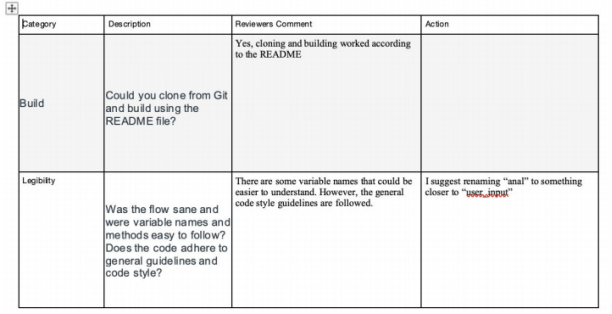 Category Description Reviewers Comment Action
Yes, cloning and building worked according
to the README
Build
Could you clone from Git
and build using the
README file?
Legibility
Was the flow sane and
were variable names and
methods easy to follow?
Does the code adhere to
general guidelines and
code style?
There are some variable names that could be
easier to understand. However, the general
code style guidelines are followed.
I suggest renaming “anal” to something
closer to “user_input”